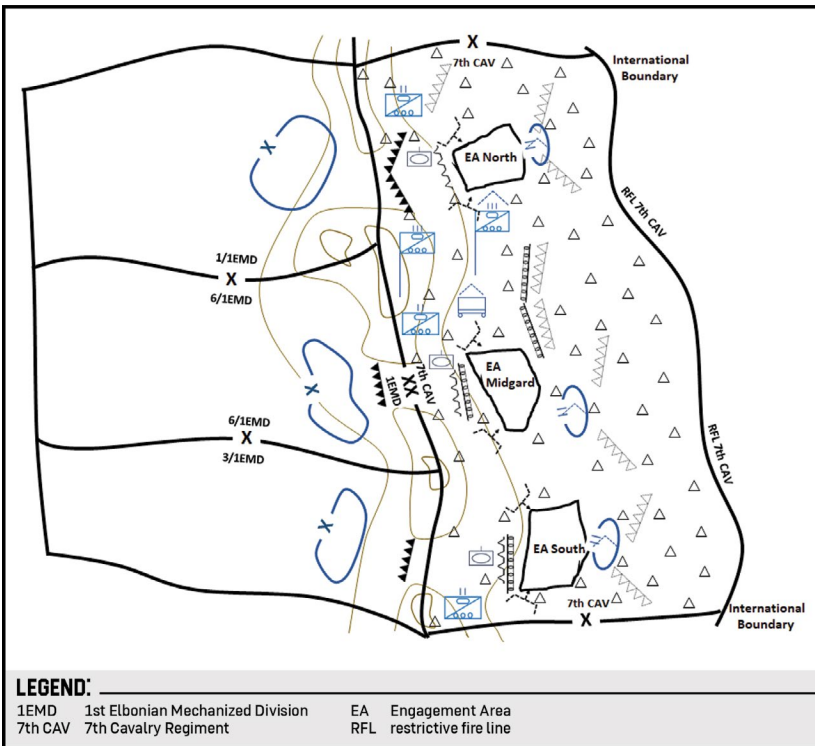 X
7th CAV
International
Boundary
EA North
N
X
RFL 7th CAV
1/1EMD
X
6/1EMD
EA
Midgard
7th CAV
XX
1EMD
X
N
6/1EMD
X
3/1EMD
RFL 7th CAV
X
EA South
N
7th CAV
X
International
Boundary
LEGEND:
1EMD 1st Elbonian Mechanized Division EA Engagement Area
7th CAV 7th Cavalry Regiment RFL restrictive fire line